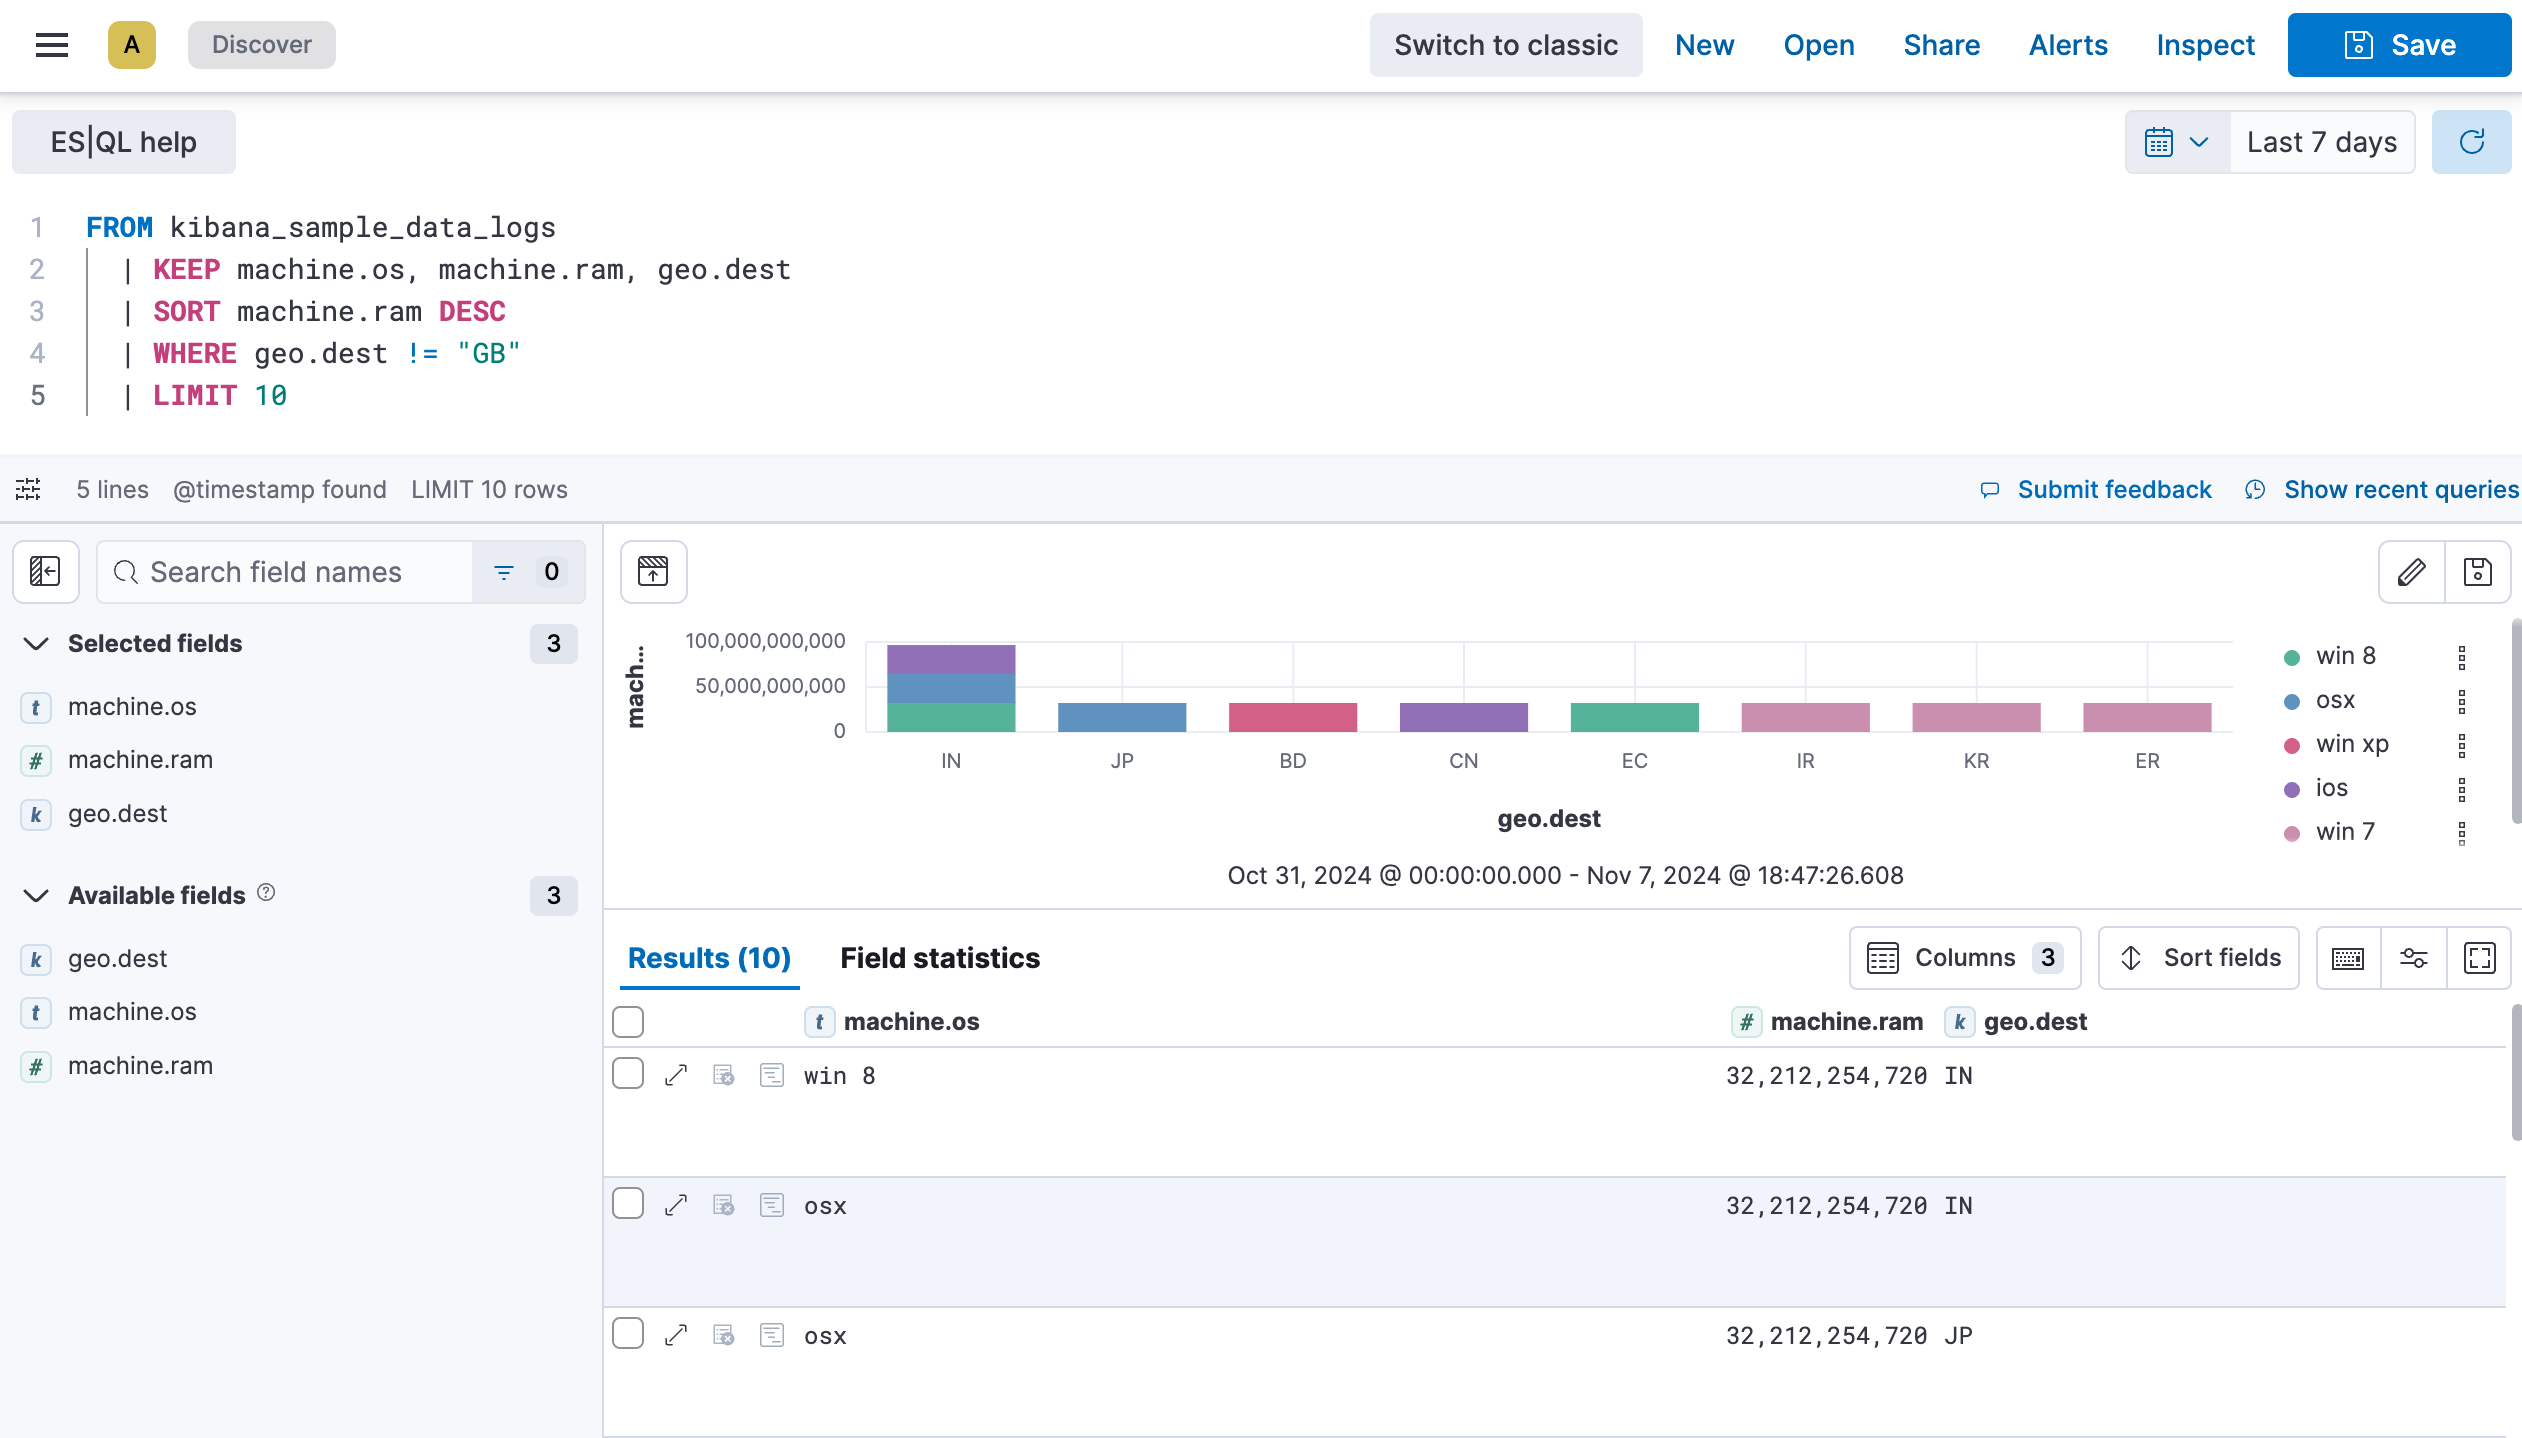 A Discover Switch to classic New Open Share Alerts Inspect Save
ES|QL help Last 7 days
1 FROM kibana_sample_data_logs
2 | KEEP machine.os, machine.ram, geo.dest
3 | SORT machine.ram DESC
4 | WHERE geo.dest != "GB"
5 | LIMIT 10
5 lines @timestamp found LIMIT 10 rows Submit feedback Show recent queries
Search field names 0
Selected fields 3
t machine.os
# machine.ram
k geo.dest
Available fields 3
k geo.dest
t machine.os
# machine.ram
mach...
100,000,000,000
50,000,000,000
0
IN JP BD CN EC IR KR ER
geo.dest
win 8
osx
win xp
ios
win 7
Oct 31, 2024 @ 00:00:00.000 - Nov 7, 2024 @ 18:47:26.608
Results (10) Field statistics Columns 3 Sort fields
t machine.os # machine.ram k geo.dest
win 8 32,212,254,720 IN
osx 32,212,254,720 IN
osx 32,212,254,720 JP